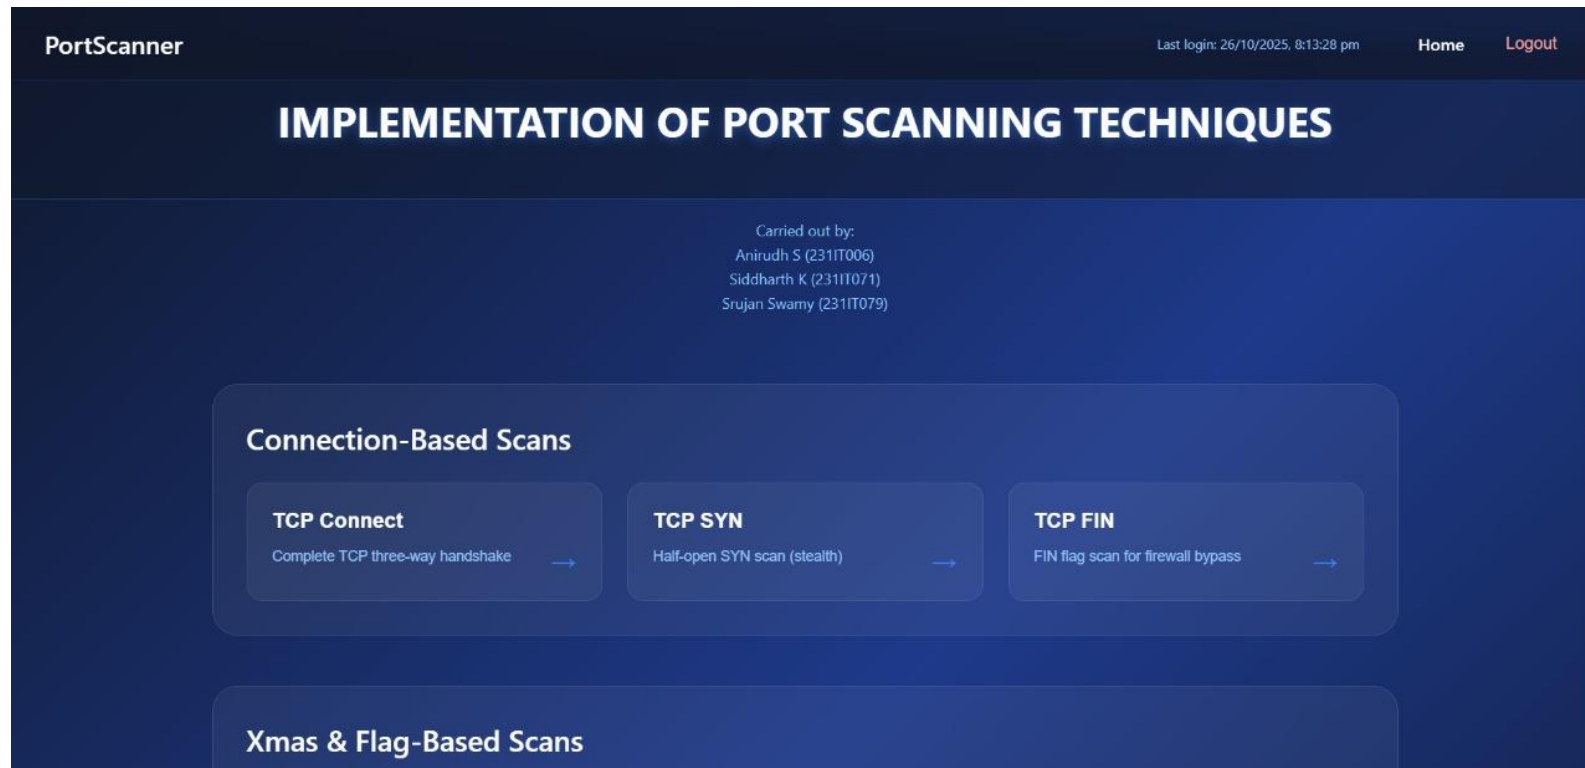 PortScanner
Last login: 26/10/2025, 8:13:28 pm
Home
Logout
IMPLEMENTATION OF PORT SCANNING TECHNIQUES
Carried out by:
Anirudh S (231IT006)
Siddharth K (231IT071)
Srujan Swamy (231IT079)
Connection-Based Scans
TCP Connect
Complete TCP three-way handshake
→
TCP SYN
Half-open SYN scan (stealth)
→
TCP FIN
FIN flag scan for firewall bypass
→
Xmas & Flag-Based Scans